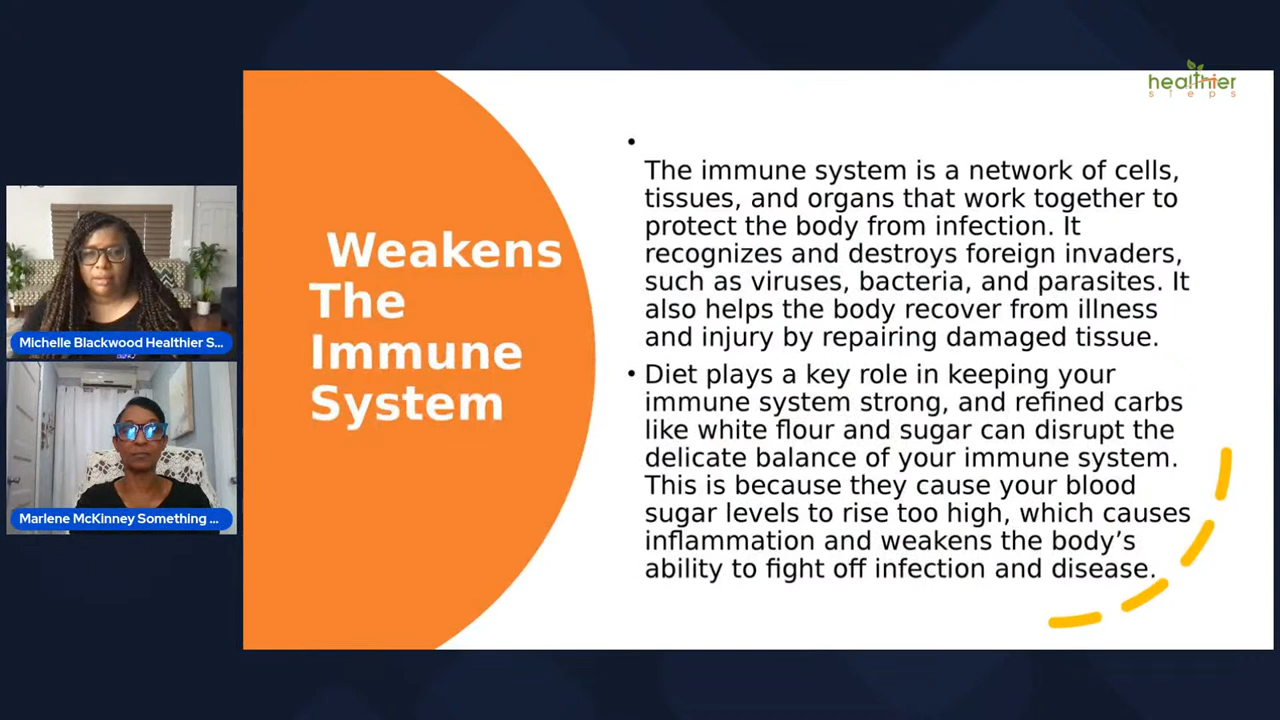 healthier
steps
Weakens
The
Immune
System
•
The immune system is a network of cells,
tissues, and organs that work together to
protect the body from infection. It
recognizes and destroys foreign invaders,
such as viruses, bacteria, and parasites. It
also helps the body recover from illness
and injury by repairing damaged tissue.
• Diet plays a key role in keeping your
immune system strong, and refined carbs
like white flour and sugar can disrupt the
delicate balance of your immune system.
This is because they cause your blood
sugar levels to rise too high, which causes
inflammation and weakens the body’s
ability to fight off infection and disease.
Michelle Blackwood Healthier S...
Marlene McKinney Something ...